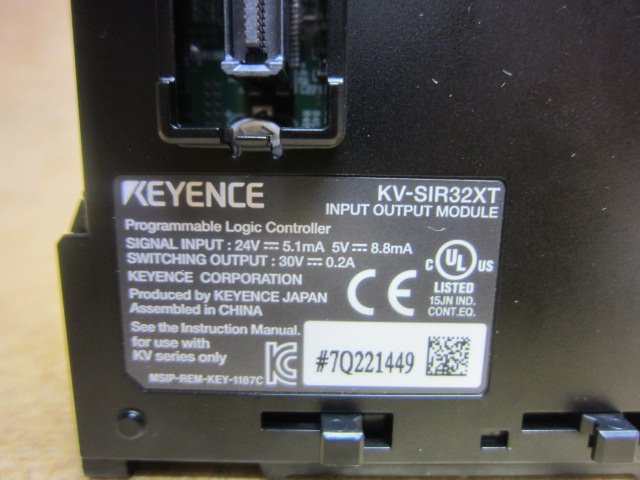 KEYENCE
KV-SIR32XT
INPUT OUTPUT MODULE
Programmable Logic Controller
SIGNAL INPUT : 24V⎓5.1mA 5V⎓8.8mA
SWITCHING OUTPUT : 30V⎓0.2A
KEYENCE CORPORATION
Produced by KEYENCE JAPAN
Assembled in CHINA
See the Instruction Manual.
for use with
KV series only
MSIP-REM-KEY-1187C
CE
C UL US
LISTED
15JN IND.
CONT.EQ.
#7Q221449